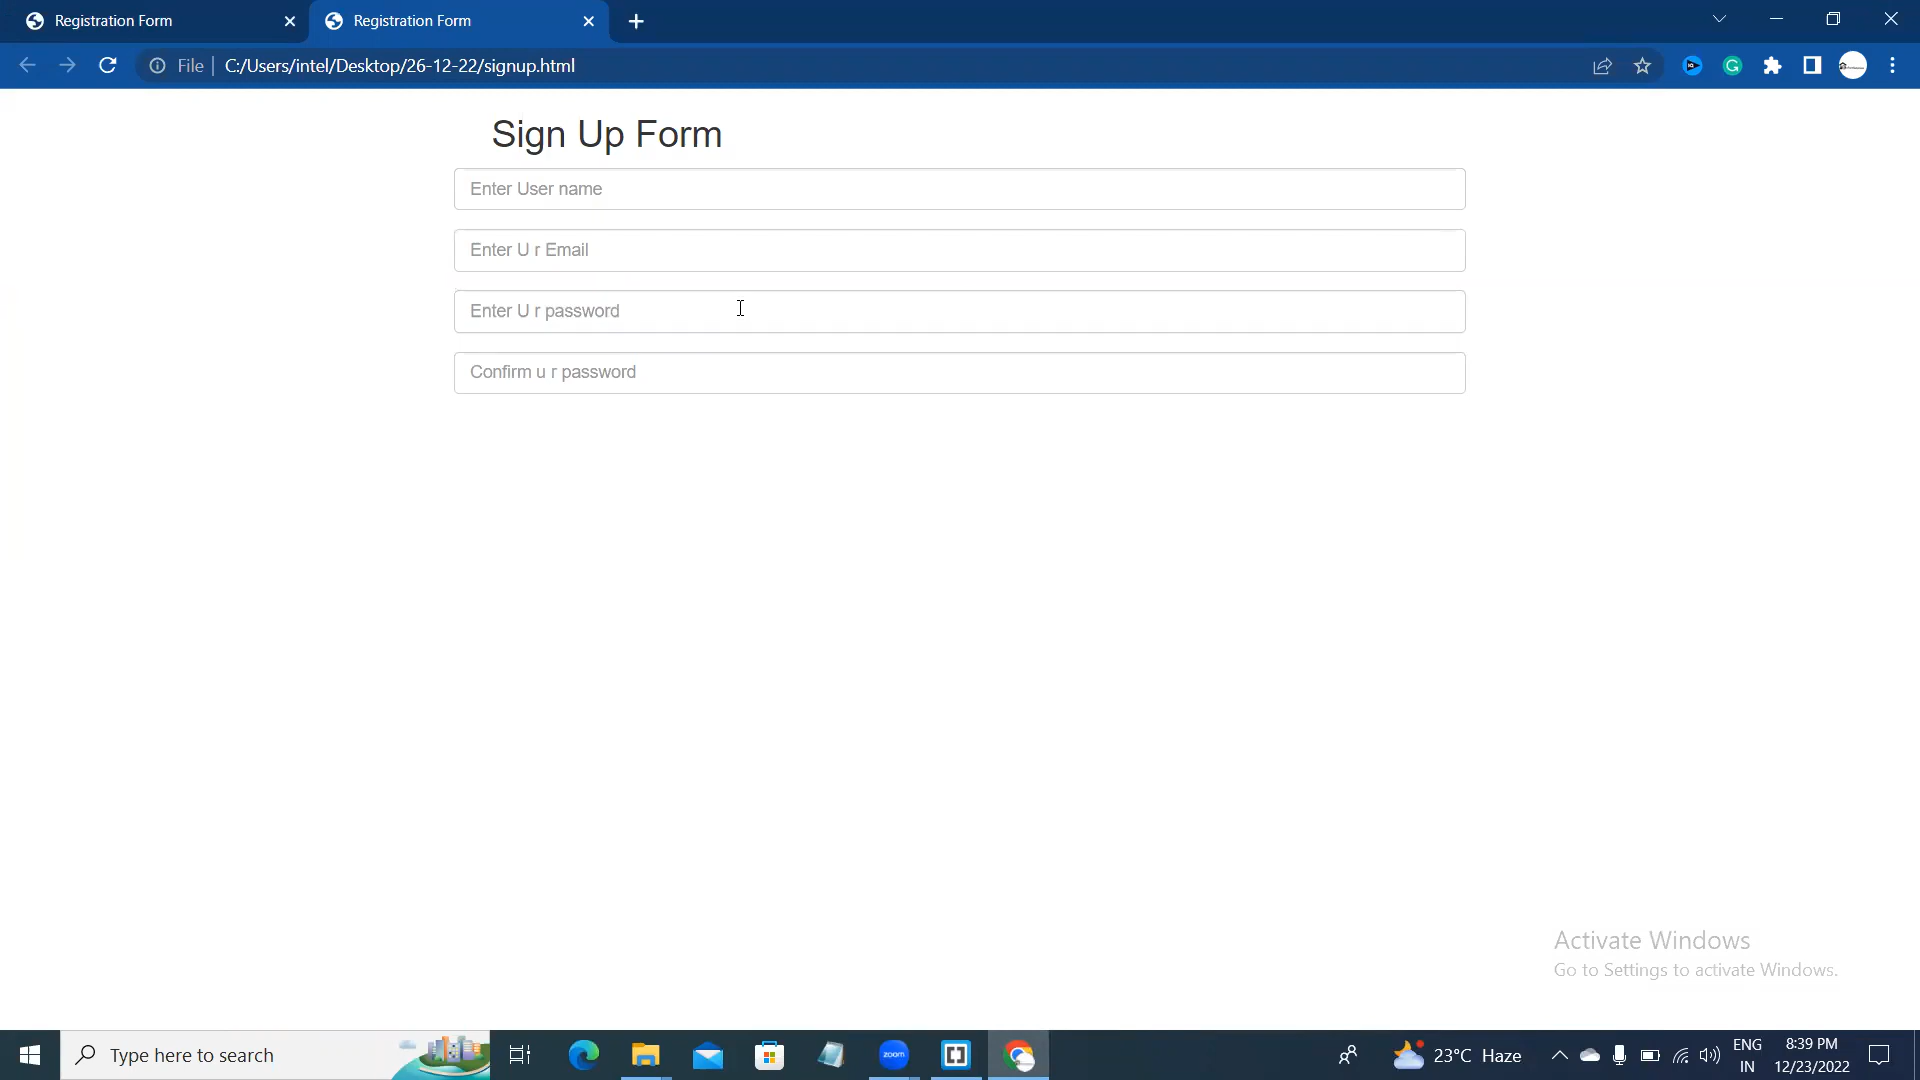 Registration Form
Registration Form
File | C:/Users/intel/Desktop/26-12-22/signup.html
Sign Up Form
Enter User name
Enter U r Email
Enter U r password
Confirm u r password
Activate Windows
Go to Settings to activate Windows.
Type here to search
zoom
23°C Haze
ENG
IN
8:39 PM
12/23/2022